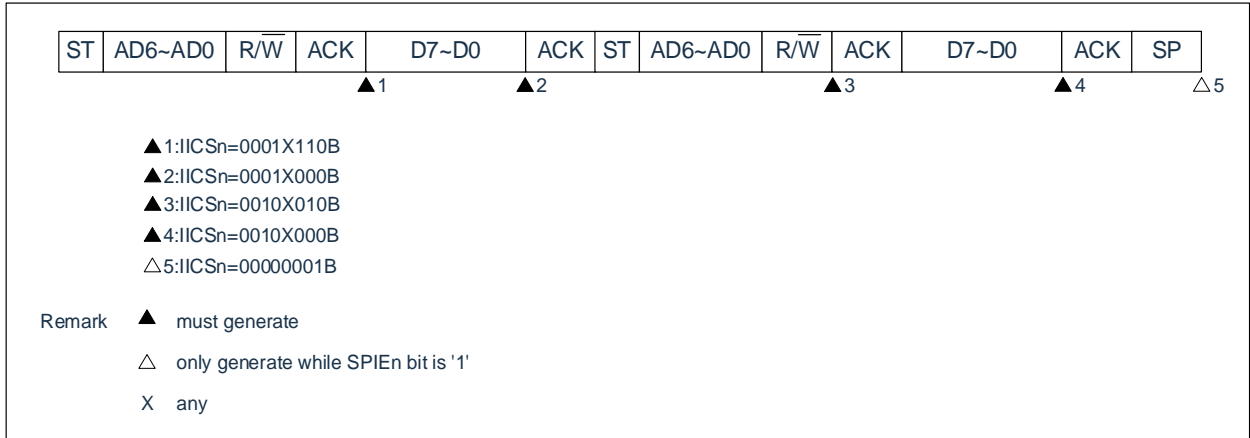 ST AD6~AD0 R/W̅ ACK D7~D0 ACK ST AD6~AD0 R/W̅ ACK D7~D0 ACK SP
▲1 ▲2 ▲3 ▲4 △5
▲1:IICSn=0001X110B
▲2:IICSn=0001X000B
▲3:IICSn=0010X010B
▲4:IICSn=0010X000B
△5:IICSn=00000001B
Remark ▲ must generate
△ only generate while SPIEn bit is '1'
X any